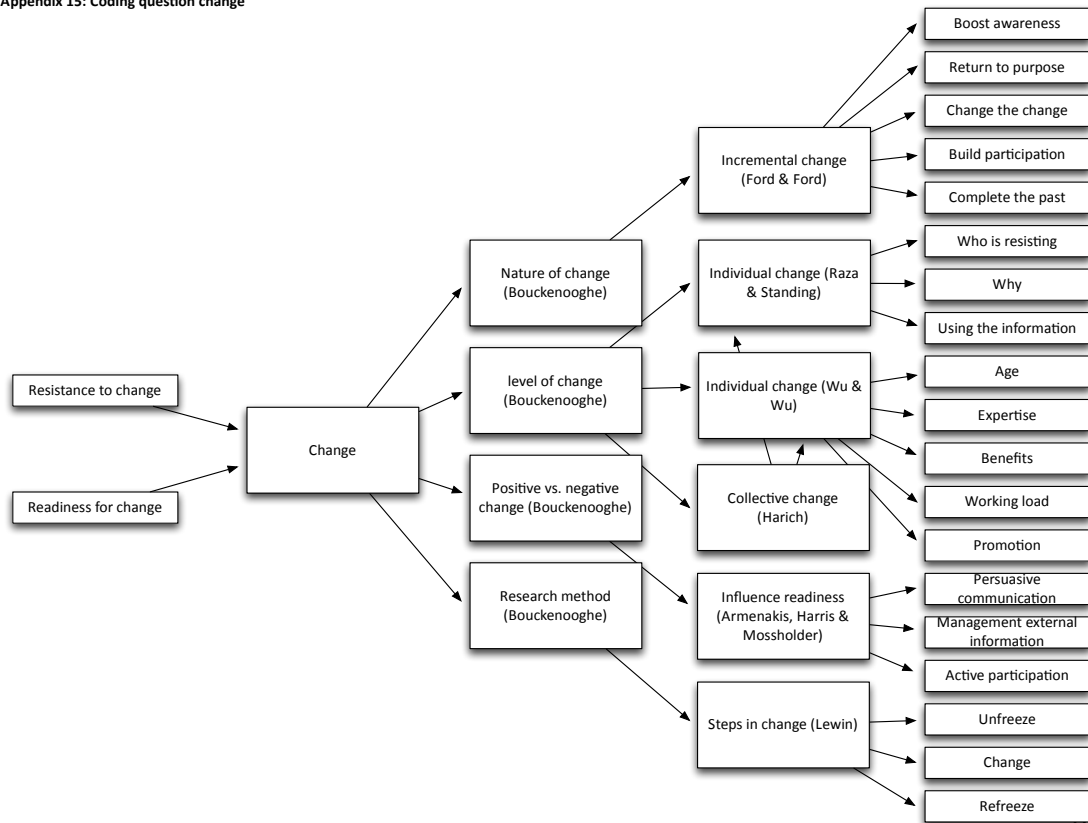 Appendix 15: Coding question change
Resistance to change
Readiness for change
Change
Nature of change
(Bouckenooghe)
level of change
(Bouckenooghe)
Positive vs. negative
change (Bouckenooghe)
Research method
(Bouckenooghe)
Incremental change
(Ford & Ford)
Individual change (Raza
& Standing)
Individual change (Wu &
Wu)
Collective change
(Harich)
Influence readiness
(Armenakis, Harris &
Mossholder)
Steps in change (Lewin)
Boost awareness
Return to purpose
Change the change
Build participation
Complete the past
Who is resisting
Why
Using the information
Age
Expertise
Benefits
Working load
Promotion
Persuasive
communication
Management external
information
Active participation
Unfreeze
Change
Refreeze